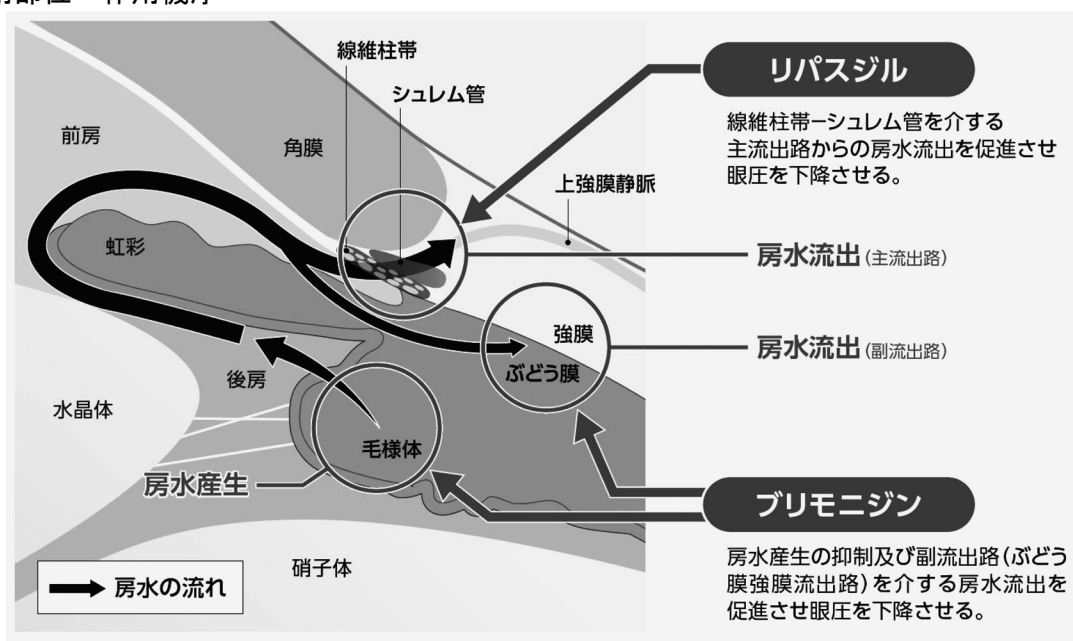 線維柱帯
シュレム管
前房
角膜
上強膜静脈
虹彩
強膜
ぶどう膜
後房
水晶体
毛様体
房水産生
硝子体
房水の流れ
リパスジル
線維柱帯−シュレム管を介する
主流出路からの房水流出を促進させ
眼圧を下降させる。
房水流出(主流出路)
房水流出(副流出路)
ブリモニジン
房水産生の抑制及び副流出路(ぶどう
膜強膜流出路)を介する房水流出を
促進させ眼圧を下降させる。